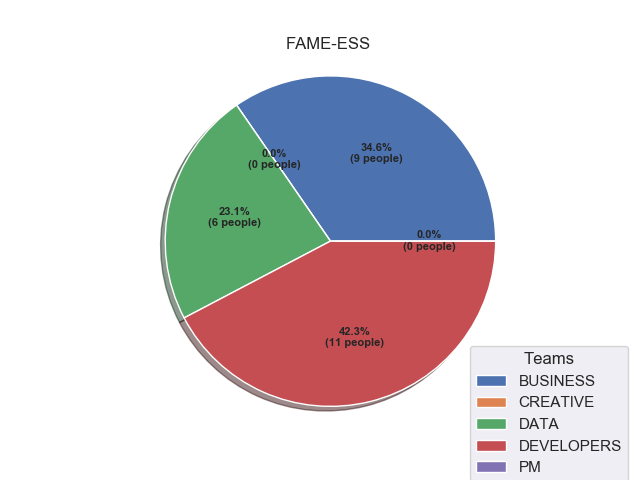 FAME-ESS
34.6%
(9 people)
0.0%
(0 people)
23.1%
(6 people)
0.0%
(0 people)
42.3%
(11 people)
Teams
BUSINESS
CREATIVE
DATA
DEVELOPERS
PM